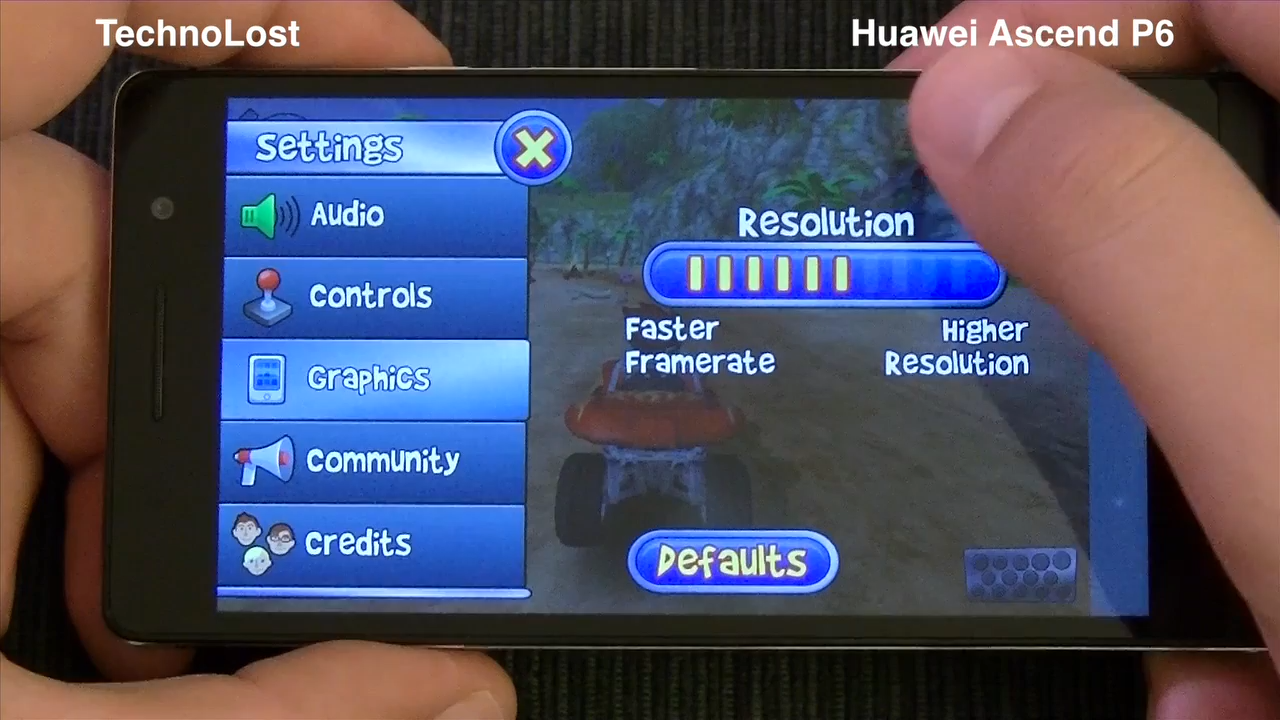 TechnoLost
Huawei Ascend P6
Settings
Audio
Controls
Graphics
Community
Credits
Resolution
Faster
Framerate
Higher
Resolution
Defaults